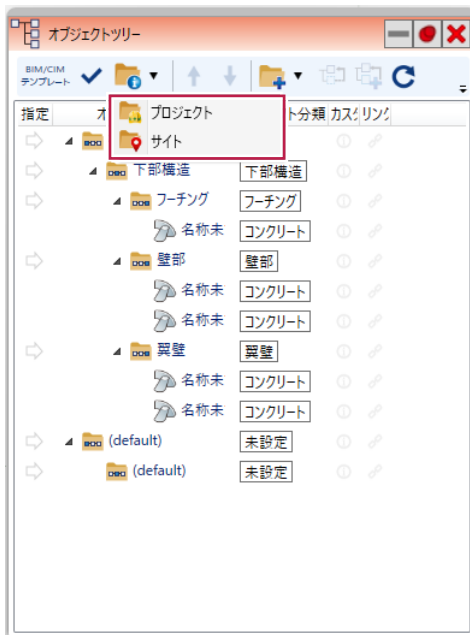 オブジェクトツリー
BIM/CIM
テンプレート
プロジェクト
サイト
指定 オ ト分類 カスタ リンク
下部構造 下部構造
フーチング フーチング
名称未 コンクリート
壁部 壁部
名称未 コンクリート
名称未 コンクリート
翼壁 翼壁
名称未 コンクリート
名称未 コンクリート
(default) 未設定
(default) 未設定